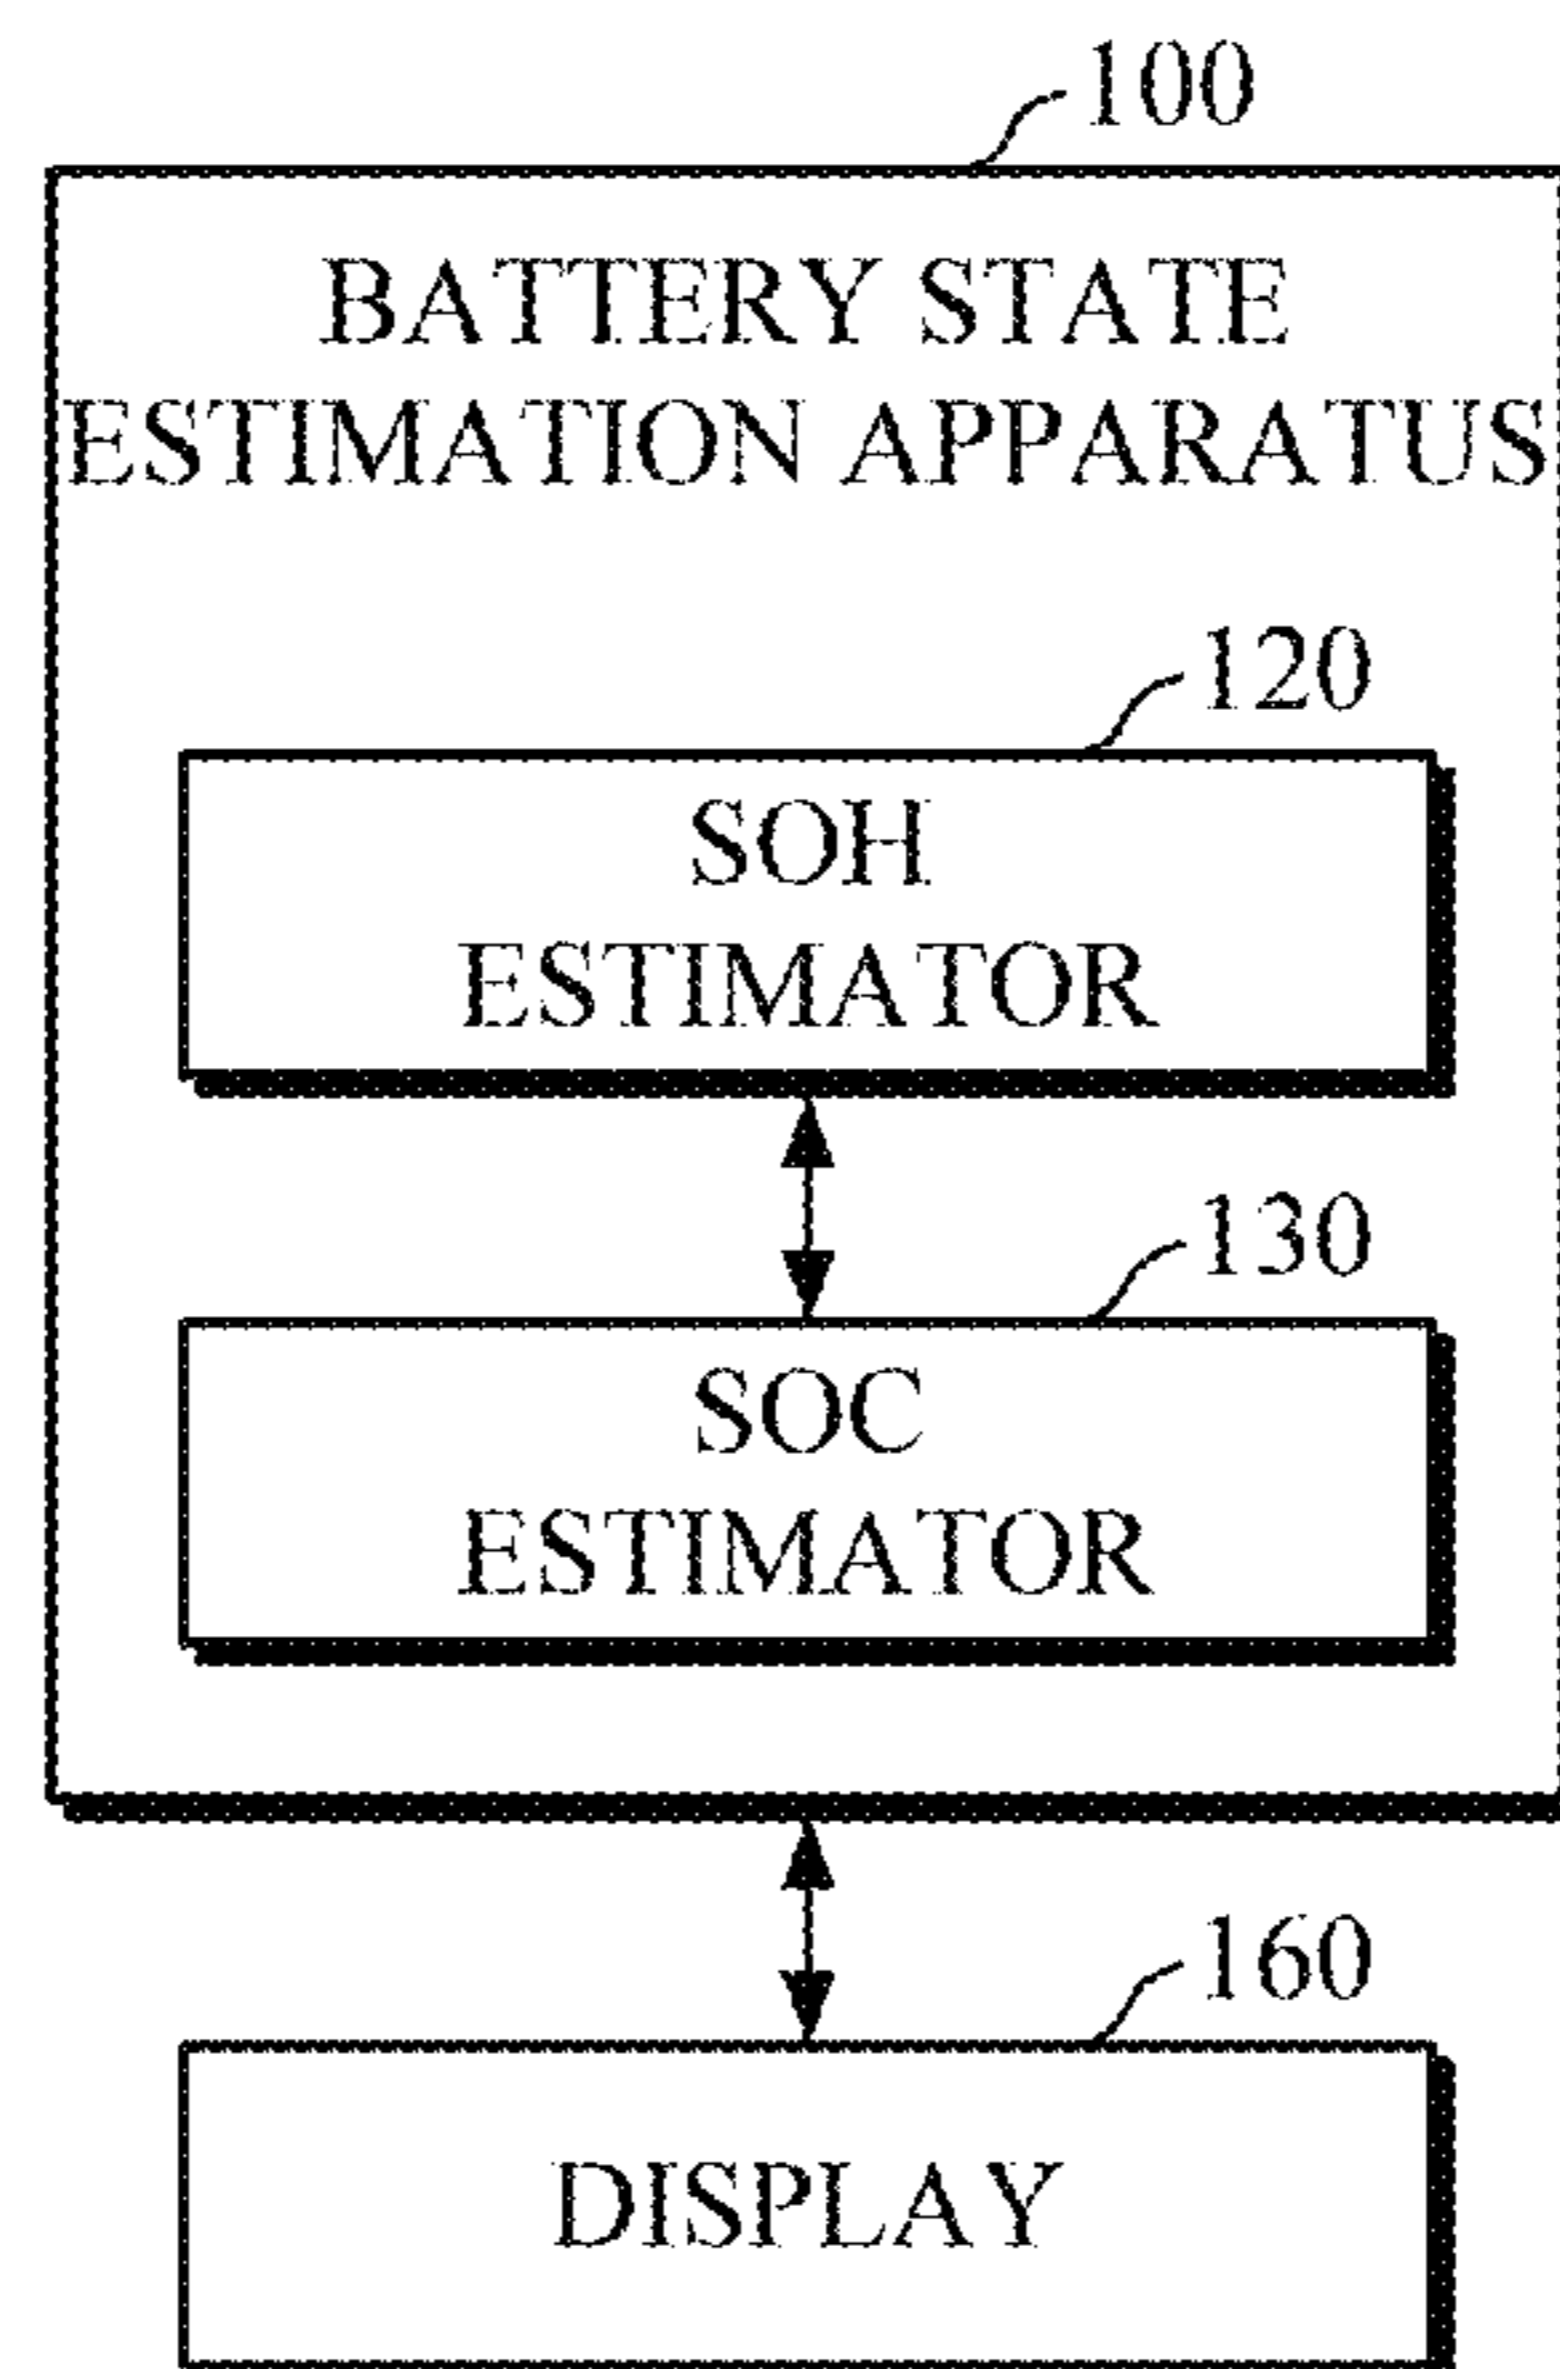 100
BATTERY STATE
ESTIMATION APPARATUS
120
SOH
ESTIMATOR
130
SOC
ESTIMATOR
160
DISPLAY